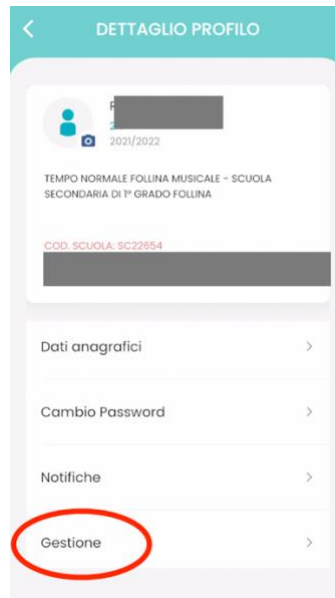 DETTAGLIO PROFILO
2021/2022
TEMPO NORMALE FOLLINA MUSICALE - SCUOLA
SECONDARIA DI 1° GRADO FOLLINA
COD. SCUOLA: SC22654
Dati anagrafici
Cambio Password
Notifiche
Gestione